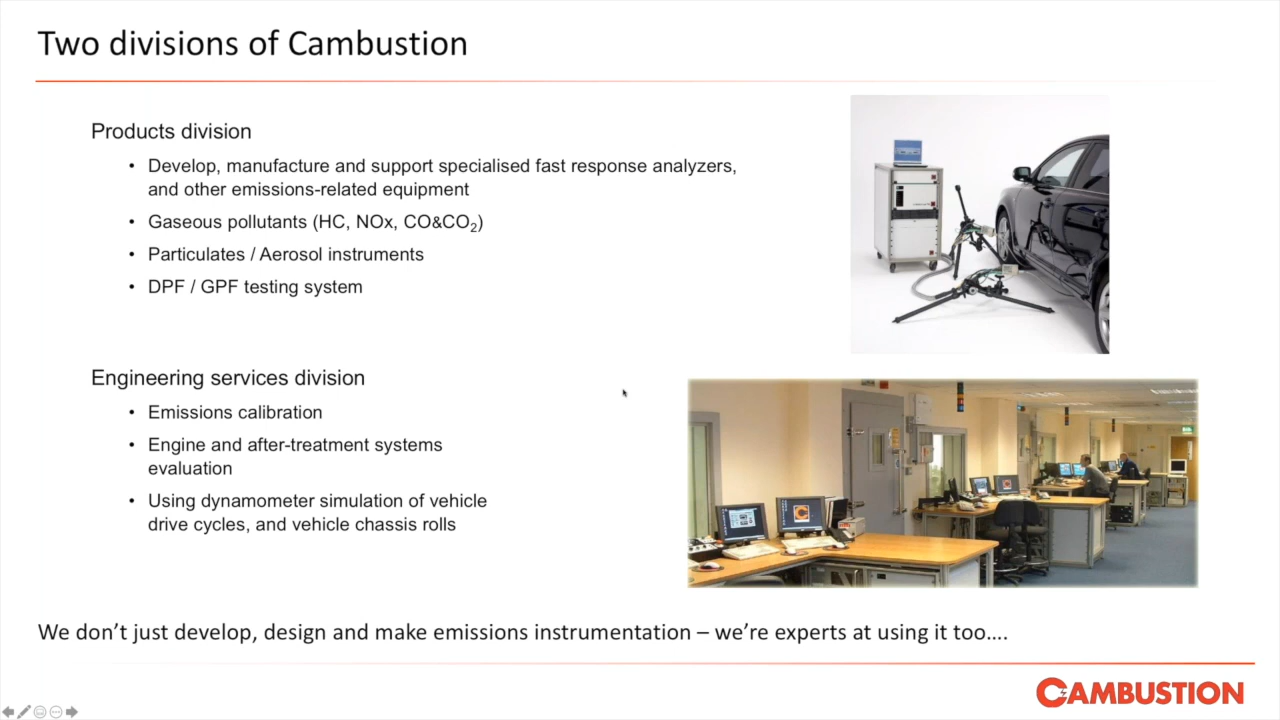 Two divisions of Cambustion
Products division
• Develop, manufacture and support specialised fast response analyzers,
and other emissions-related equipment
• Gaseous pollutants (HC, NOx, CO&CO₂)
• Particulates / Aerosol instruments
• DPF / GPF testing system
Engineering services division
• Emissions calibration
• Engine and after-treatment systems
evaluation
• Using dynamometer simulation of vehicle
drive cycles, and vehicle chassis rolls
We don’t just develop, design and make emissions instrumentation – we’re experts at using it too….
CAMBUSTION